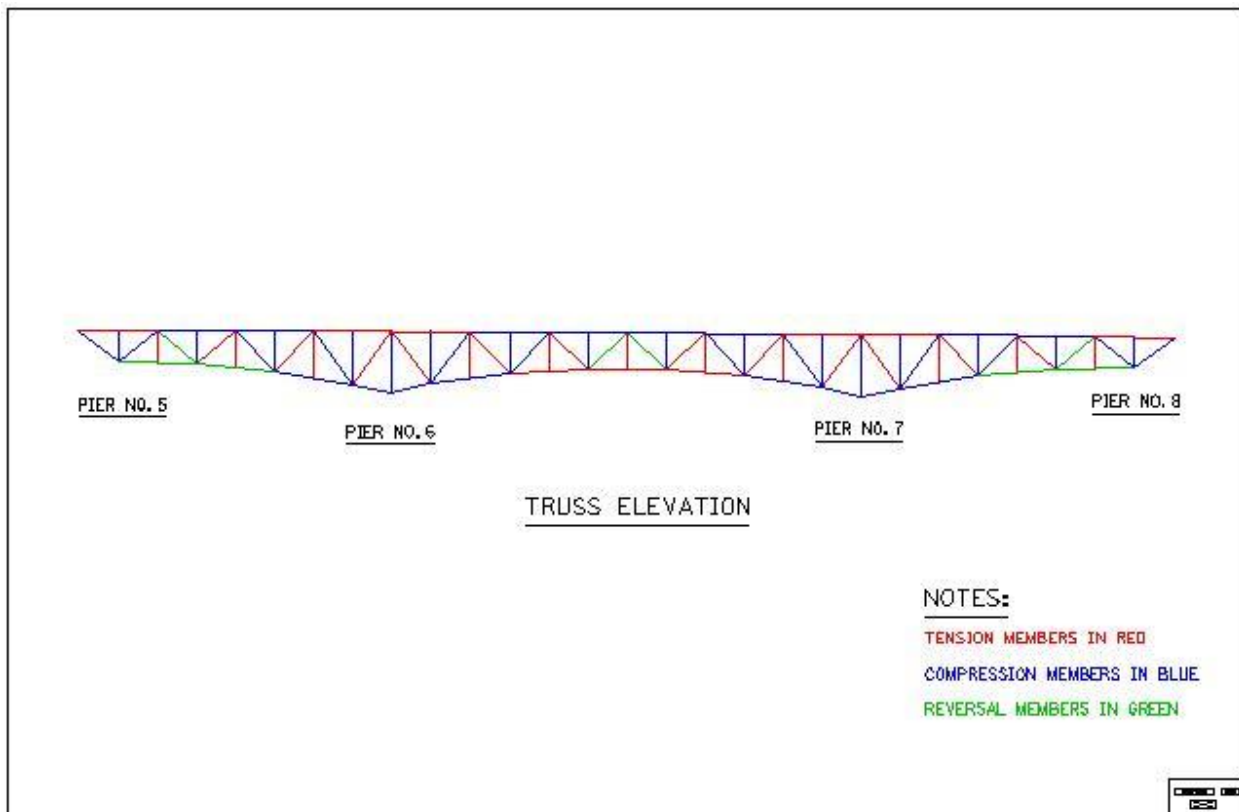 PIER NO.5
PIER NO.6
PIER NO.7
PIER NO.8
TRUSS ELEVATION
NOTES:
TENSION MEMBERS IN RED
COMPRESSION MEMBERS IN BLUE
REVERSAL MEMBERS IN GREEN